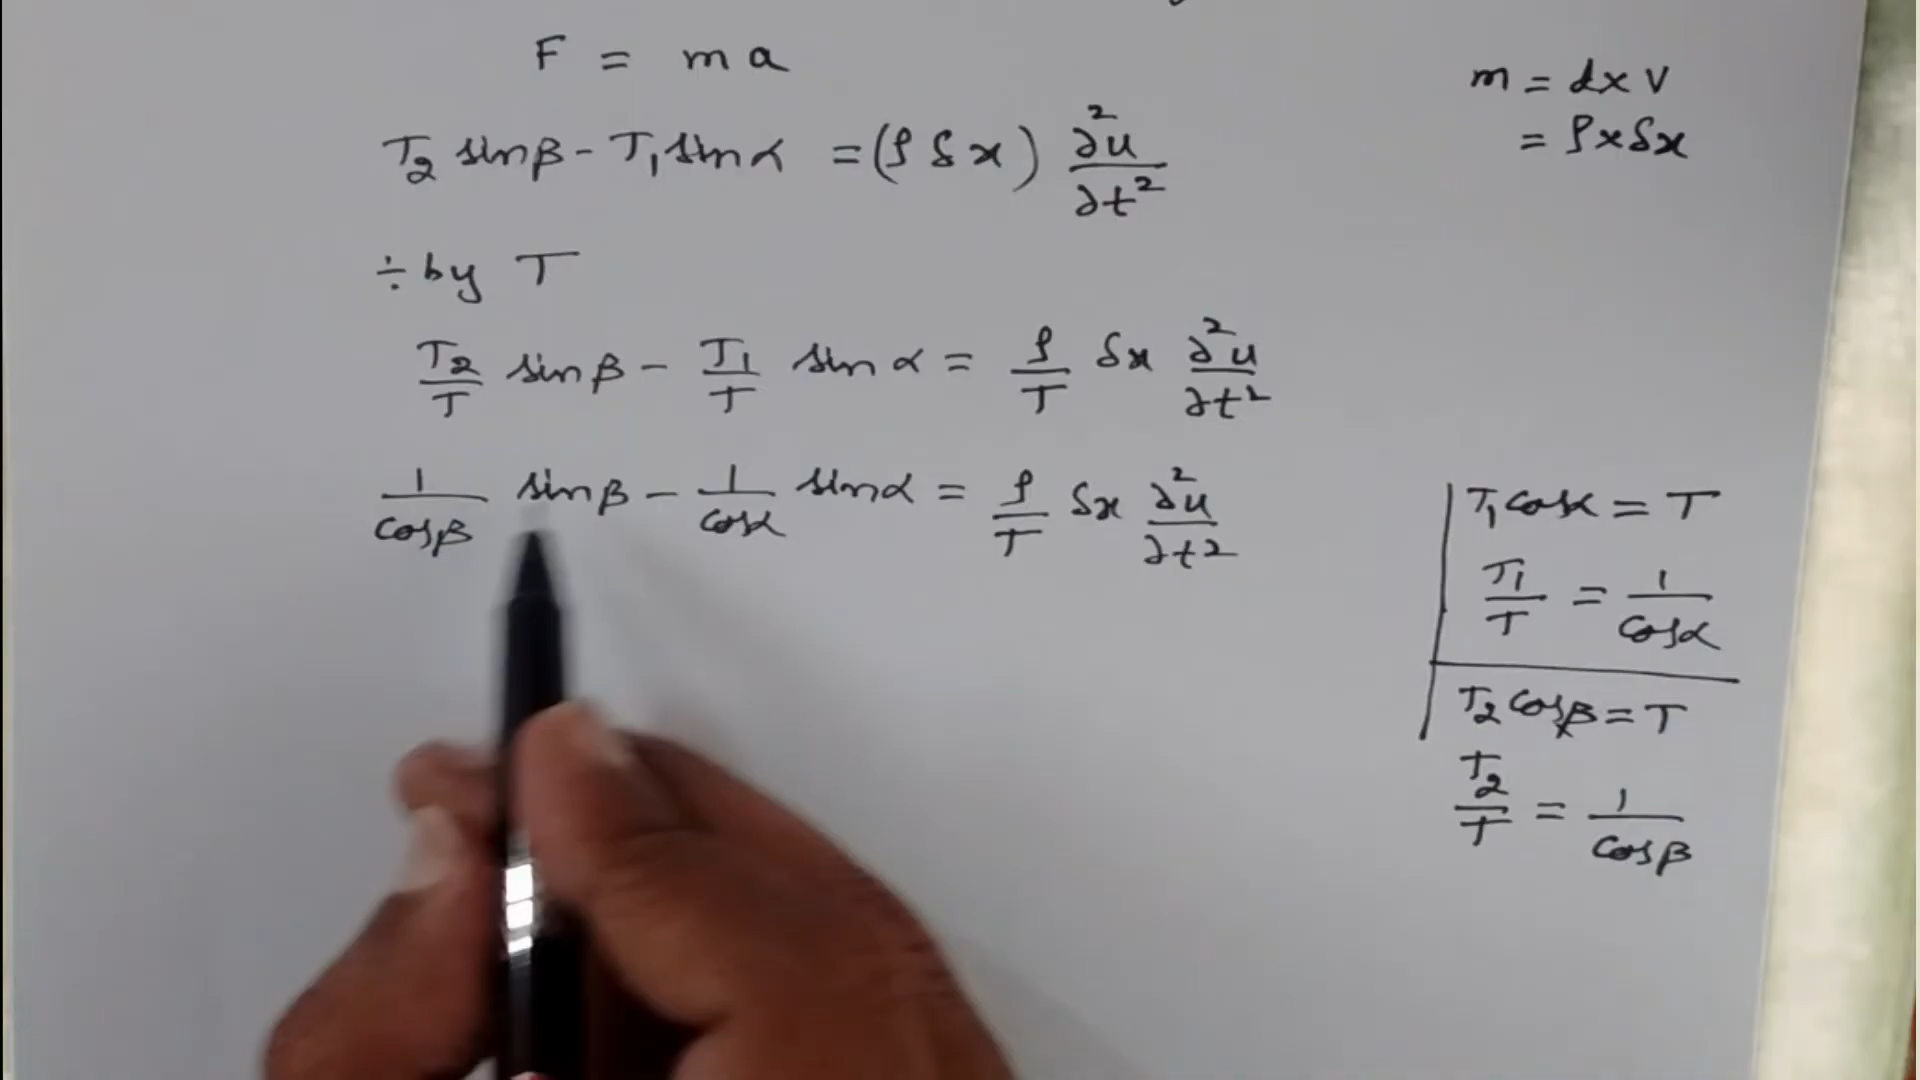 F = ma
T₂ sinβ - T₁ sinα = (ρ δx) ∂²u/∂t²
÷ by T
T₂/T sinβ - T₁/T sinα = ρ/T δx ∂²u/∂t²
1/cosβ sinβ - 1/cosα sinα = ρ/T δx ∂²u/∂t²
m = d x V
= ρ x δx
T₁ cosα = T
T₁/T = 1/cosα
T₂ cosβ = T
T₂/T = 1/cosβ